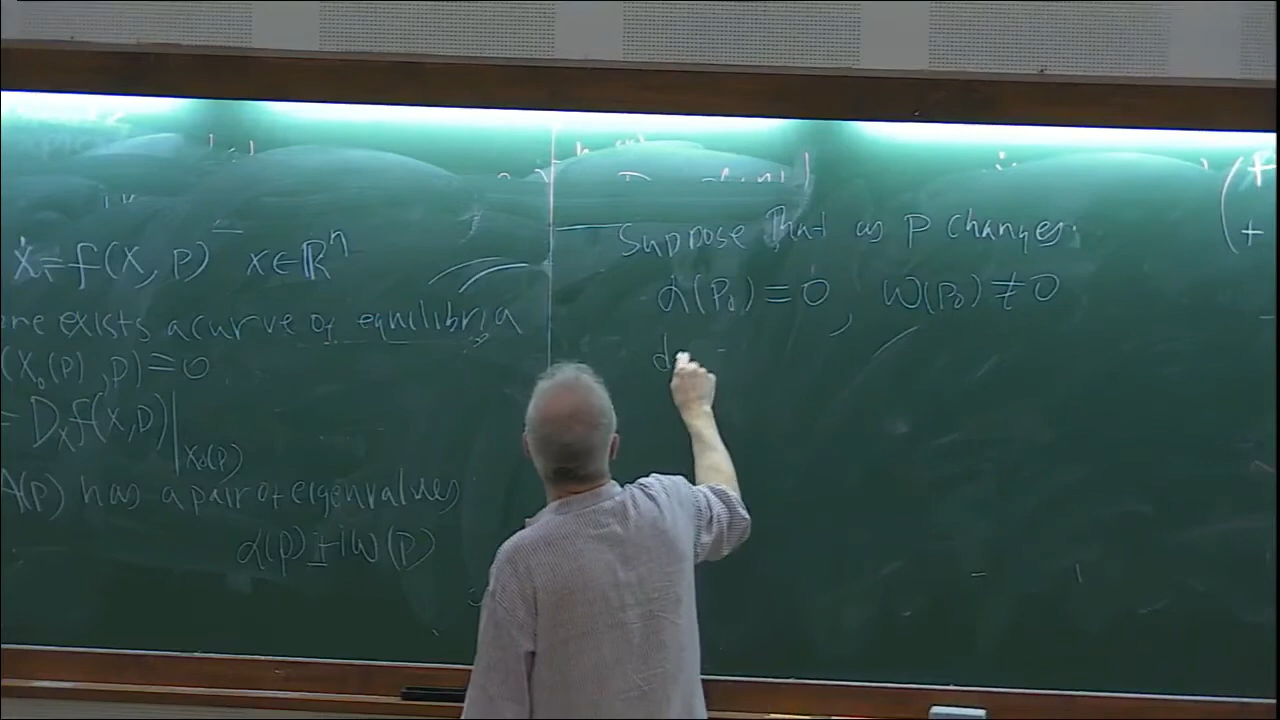 ẋ = f(x, p)  x ∈ ℝⁿ
exists a curve of equilibria
(x₀(p), p) = 0
= Dₓf(x, p)|ₓ₀(p)
A(p) has a pair of eigenvalues
α(p) ± iω(p)
Suppose that as p changes
α(p₀) = 0, ω(p₀) ≠ 0
d